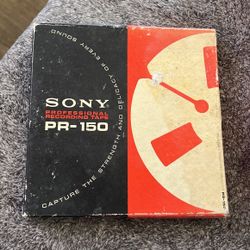 SONY
PROFESSIONAL
RECORDING TAPE
PR-150
CAPTURE THE STRENGTH AND DELICACY OF EVERY SOUND